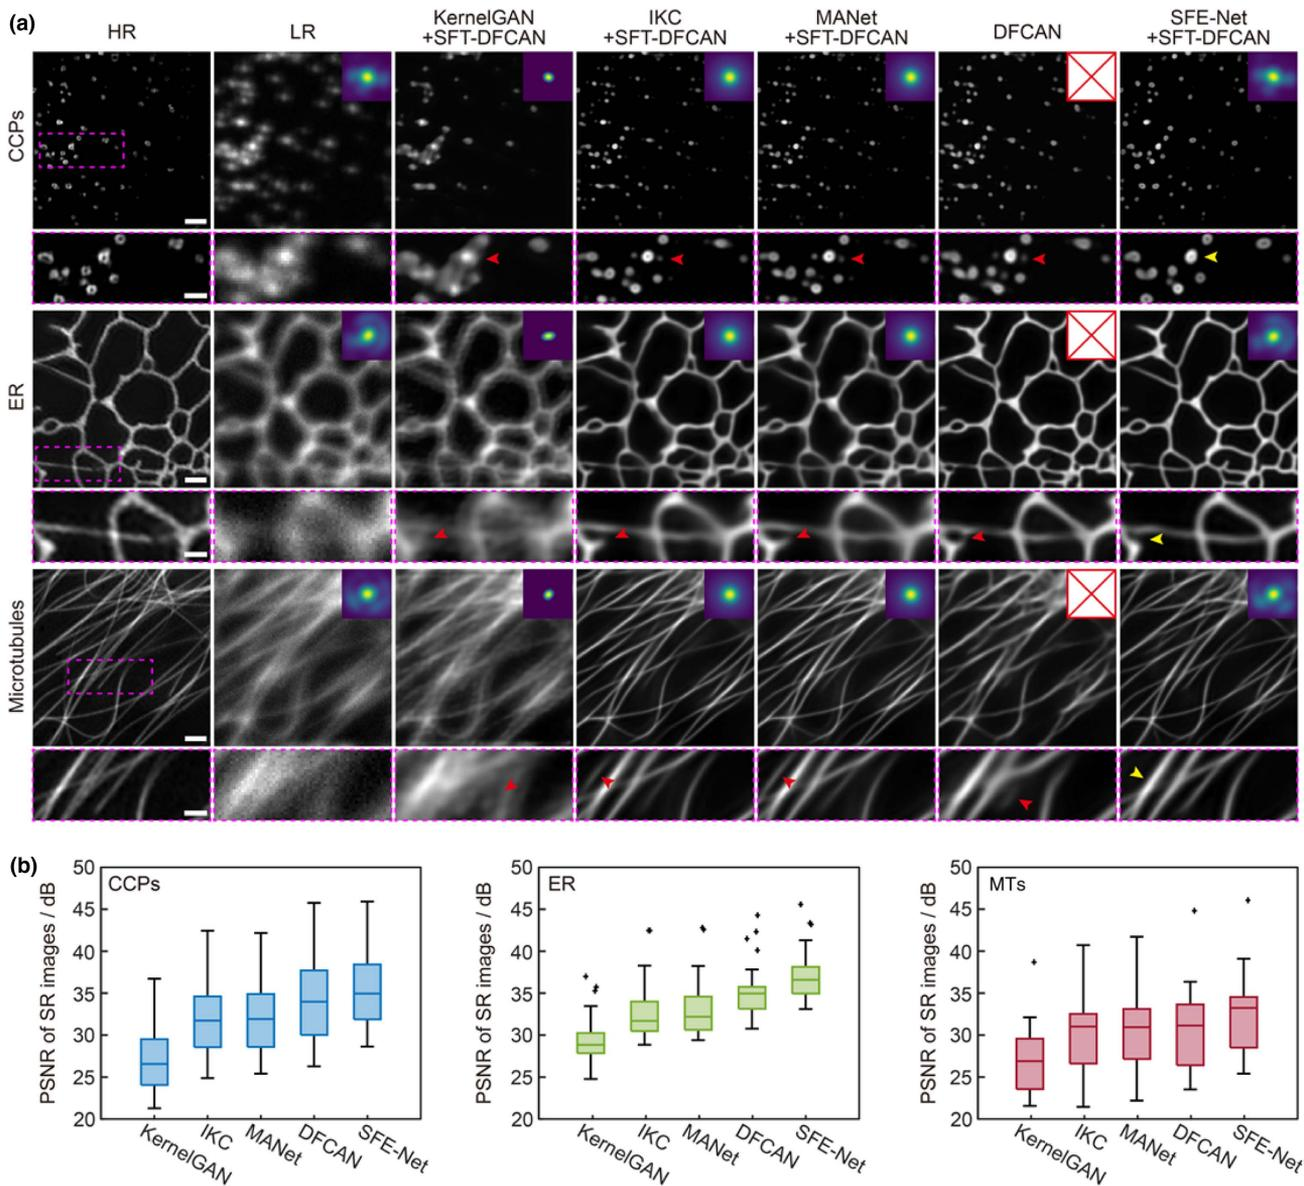 (a)
HR
LR
KernelGAN
+SFT-DFCAN
IKC
+SFT-DFCAN
MANet
+SFT-DFCAN
DFCAN
SFE-Net
+SFT-DFCAN
CCPs
ER
Microtubules
(b)
PSNR of SR images / dB
50
45
40
35
30
25
20
CCPs
KernelGAN
IKC
MANet
DFCAN
SFE-Net
PSNR of SR images / dB
50
45
40
35
30
25
20
ER
KernelGAN
IKC
MANet
DFCAN
SFE-Net
PSNR of SR images / dB
50
45
40
35
30
25
20
MTs
KernelGAN
IKC
MANet
DFCAN
SFE-Net